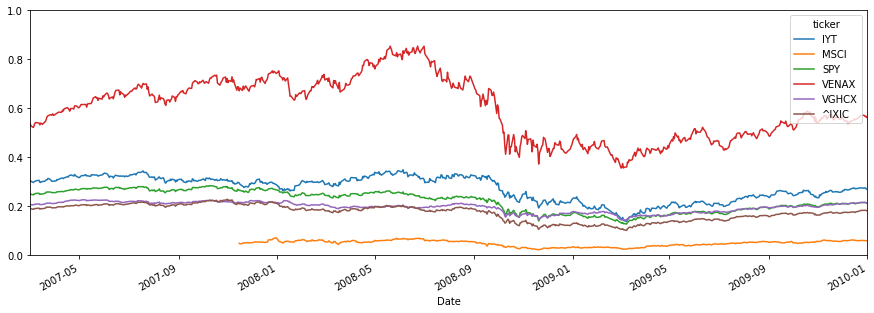 1.0
0.8
0.6
0.4
0.2
0.0
ticker
IYT
MSCI
SPY
VENAX
VGHCX
^IXIC
2007-05
2007-09
2008-01
2008-05
2008-09
2009-01
2009-05
2009-09
2010-01
Date